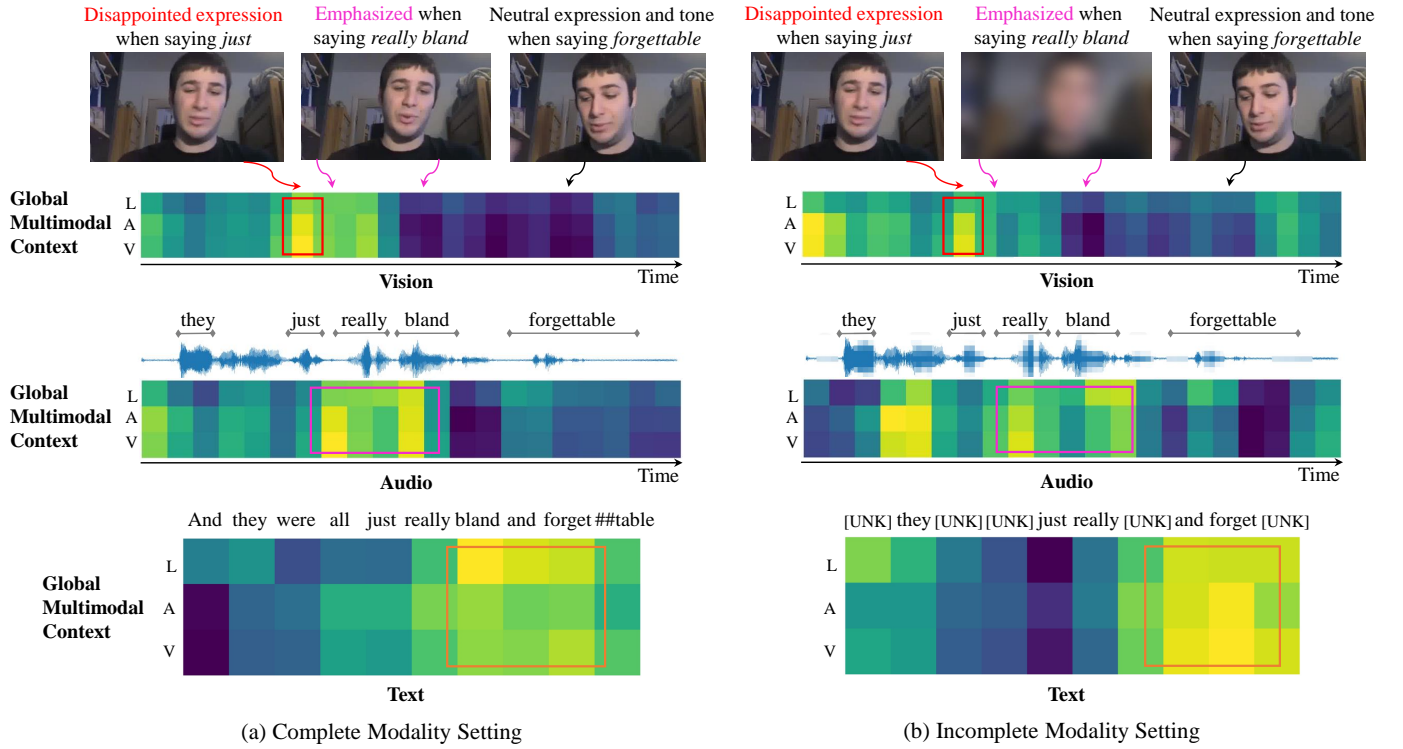 Disappointed expression
when saying just
Emphasized when
saying really bland
Neutral expression and tone
when saying forgettable
Global
Multimodal
Context
L
A
V
Time
Vision
they
just
really
bland
forgettable
Global
Multimodal
Context
L
A
V
Time
Audio
And they were all just really bland and forget ##table
Global
Multimodal
Context
L
A
V
Text
(a) Complete Modality Setting
Disappointed expression
when saying just
Emphasized when
saying really bland
Neutral expression and tone
when saying forgettable
L
A
V
Time
Vision
they
just
really
bland
forgettable
L
A
V
Time
Audio
[UNK] they [UNK] [UNK] just really [UNK] and forget [UNK]
L
A
V
Text
(b) Incomplete Modality Setting